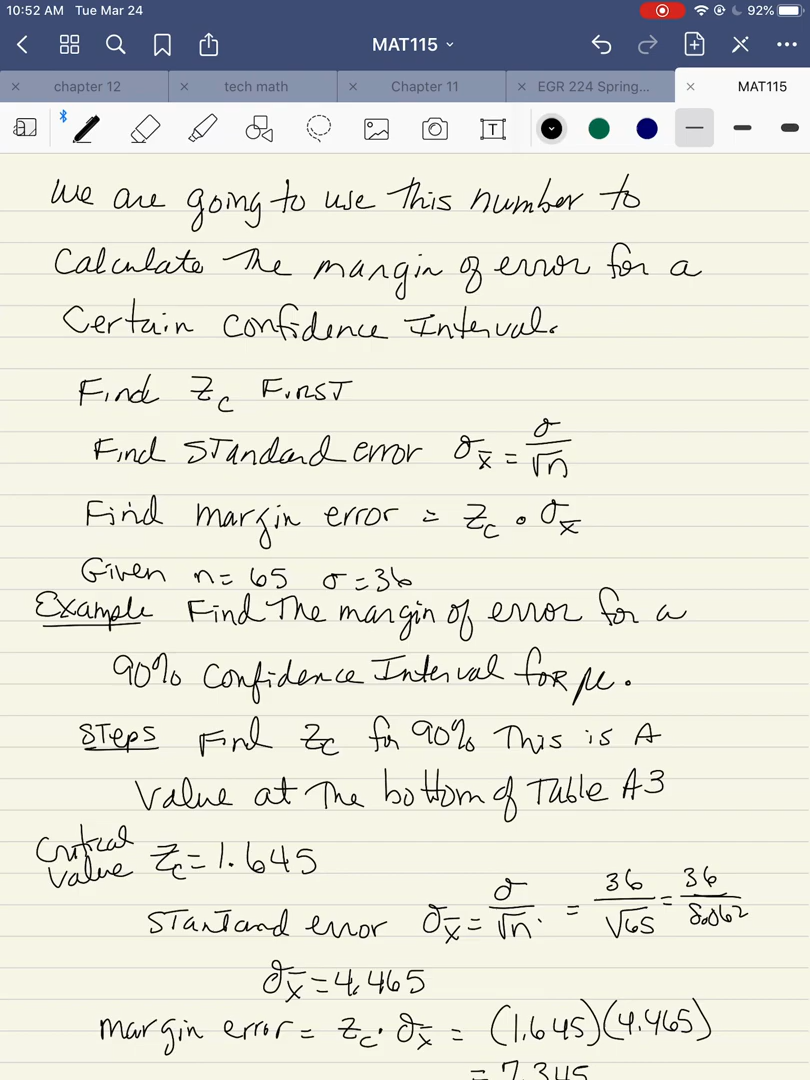 10:52 AM Tue Mar 24
92%
MAT115
chapter 12
tech math
Chapter 11
EGR 224 Spring...
MAT115
T
We are going to use this number to
Calculate The margin of error for a
Certain Confidence Interval.
Find Zc First
Find Standard error σx̄ = σ/√n
Find margin error = Zc • σx̄
Given n = 65 σ = 36
Example Find The margin of error for a
90% Confidence Interval for μ.
Steps Find Zc for 90% This is A
Value at The bottom of Table A3
Critical Value Zc = 1.645
Stantand error σx̄ = σ/√n. = 36/√65 = 36/8.062
σx̄ = 4.465
margin error = Zc • σx̄ = (1.645)(4.465)
= 7.345